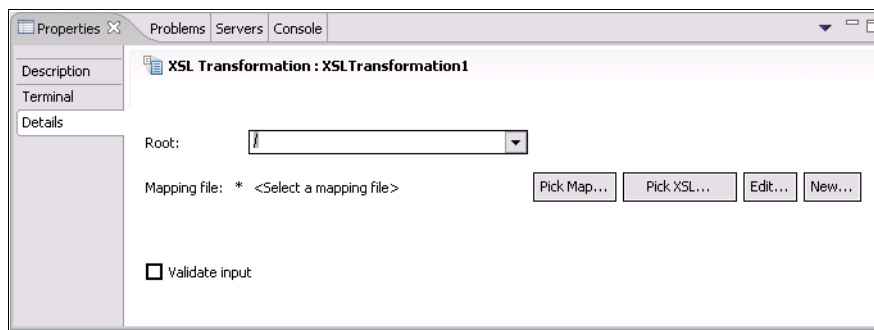 Properties Problems Servers Console
XSL Transformation : XSLTransformation1
Description
Terminal
Details
Root: /
Mapping file: * <Select a mapping file> Pick Map... Pick XSL... Edit... New...
Validate input